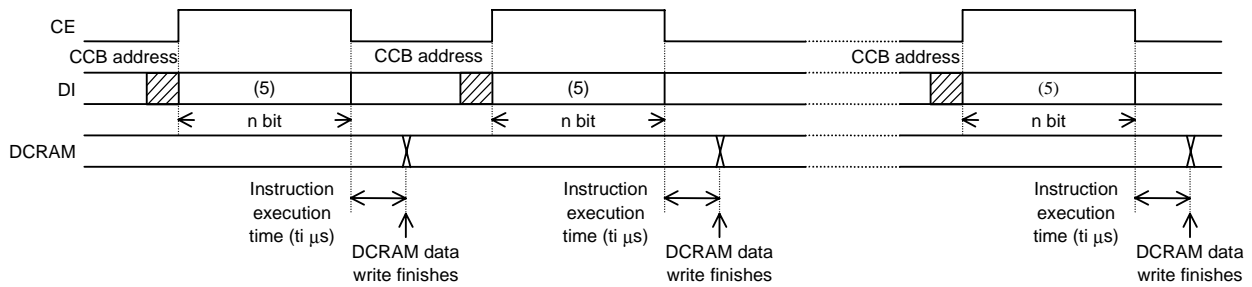 CE
CCB address CCB address CCB address
DI (5) (5) (5)
n bit n bit n bit
DCRAM
Instruction Instruction Instruction
execution execution execution
time (ti μs) time (ti μs) time (ti μs)
DCRAM data DCRAM data DCRAM data
write finishes write finishes write finishes